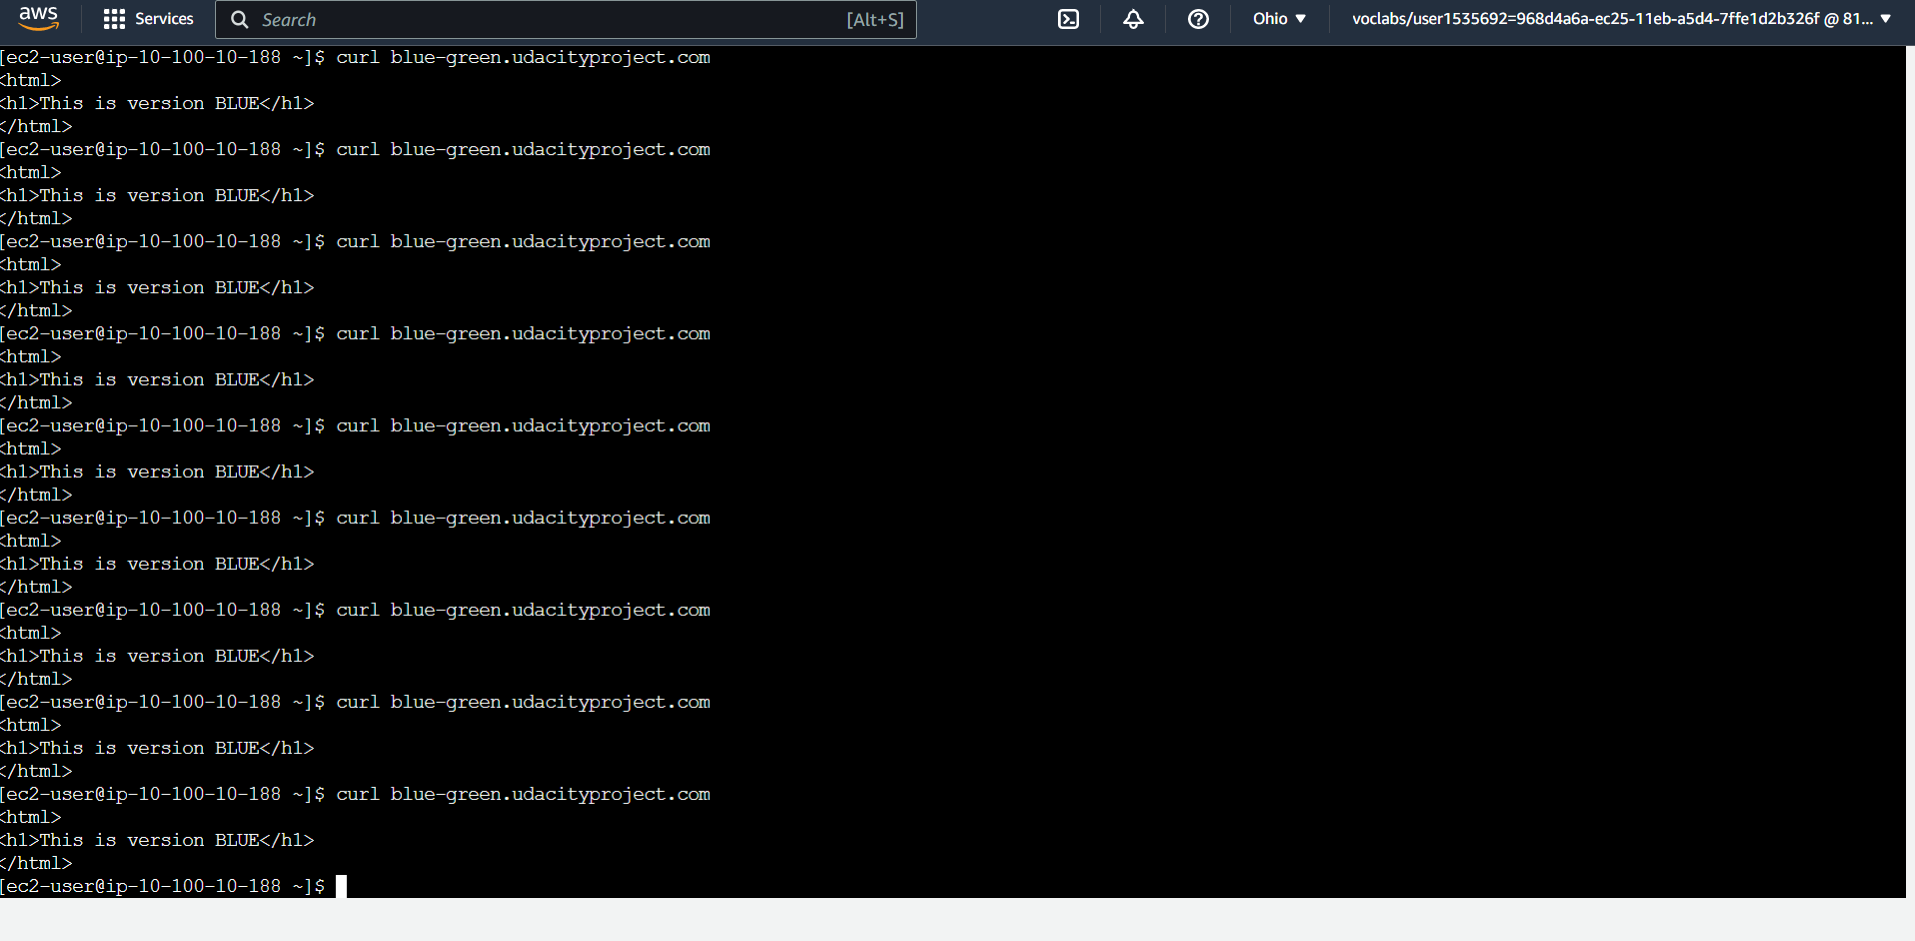 aws Services Search [Alt+S] Ohio voclabs/user1535692=968d4a6a-ec25-11eb-a5d4-7ffe1d2b326f @ 81...
[ec2-user@ip-10-100-10-188 ~]$ curl blue-green.udacityproject.com
<html>
<h1>This is version BLUE</h1>
</html>
[ec2-user@ip-10-100-10-188 ~]$ curl blue-green.udacityproject.com
<html>
<h1>This is version BLUE</h1>
</html>
[ec2-user@ip-10-100-10-188 ~]$ curl blue-green.udacityproject.com
<html>
<h1>This is version BLUE</h1>
</html>
[ec2-user@ip-10-100-10-188 ~]$ curl blue-green.udacityproject.com
<html>
<h1>This is version BLUE</h1>
</html>
[ec2-user@ip-10-100-10-188 ~]$ curl blue-green.udacityproject.com
<html>
<h1>This is version BLUE</h1>
</html>
[ec2-user@ip-10-100-10-188 ~]$ curl blue-green.udacityproject.com
<html>
<h1>This is version BLUE</h1>
</html>
[ec2-user@ip-10-100-10-188 ~]$ curl blue-green.udacityproject.com
<html>
<h1>This is version BLUE</h1>
</html>
[ec2-user@ip-10-100-10-188 ~]$ curl blue-green.udacityproject.com
<html>
<h1>This is version BLUE</h1>
</html>
[ec2-user@ip-10-100-10-188 ~]$ curl blue-green.udacityproject.com
<html>
<h1>This is version BLUE</h1>
</html>
[ec2-user@ip-10-100-10-188 ~]$